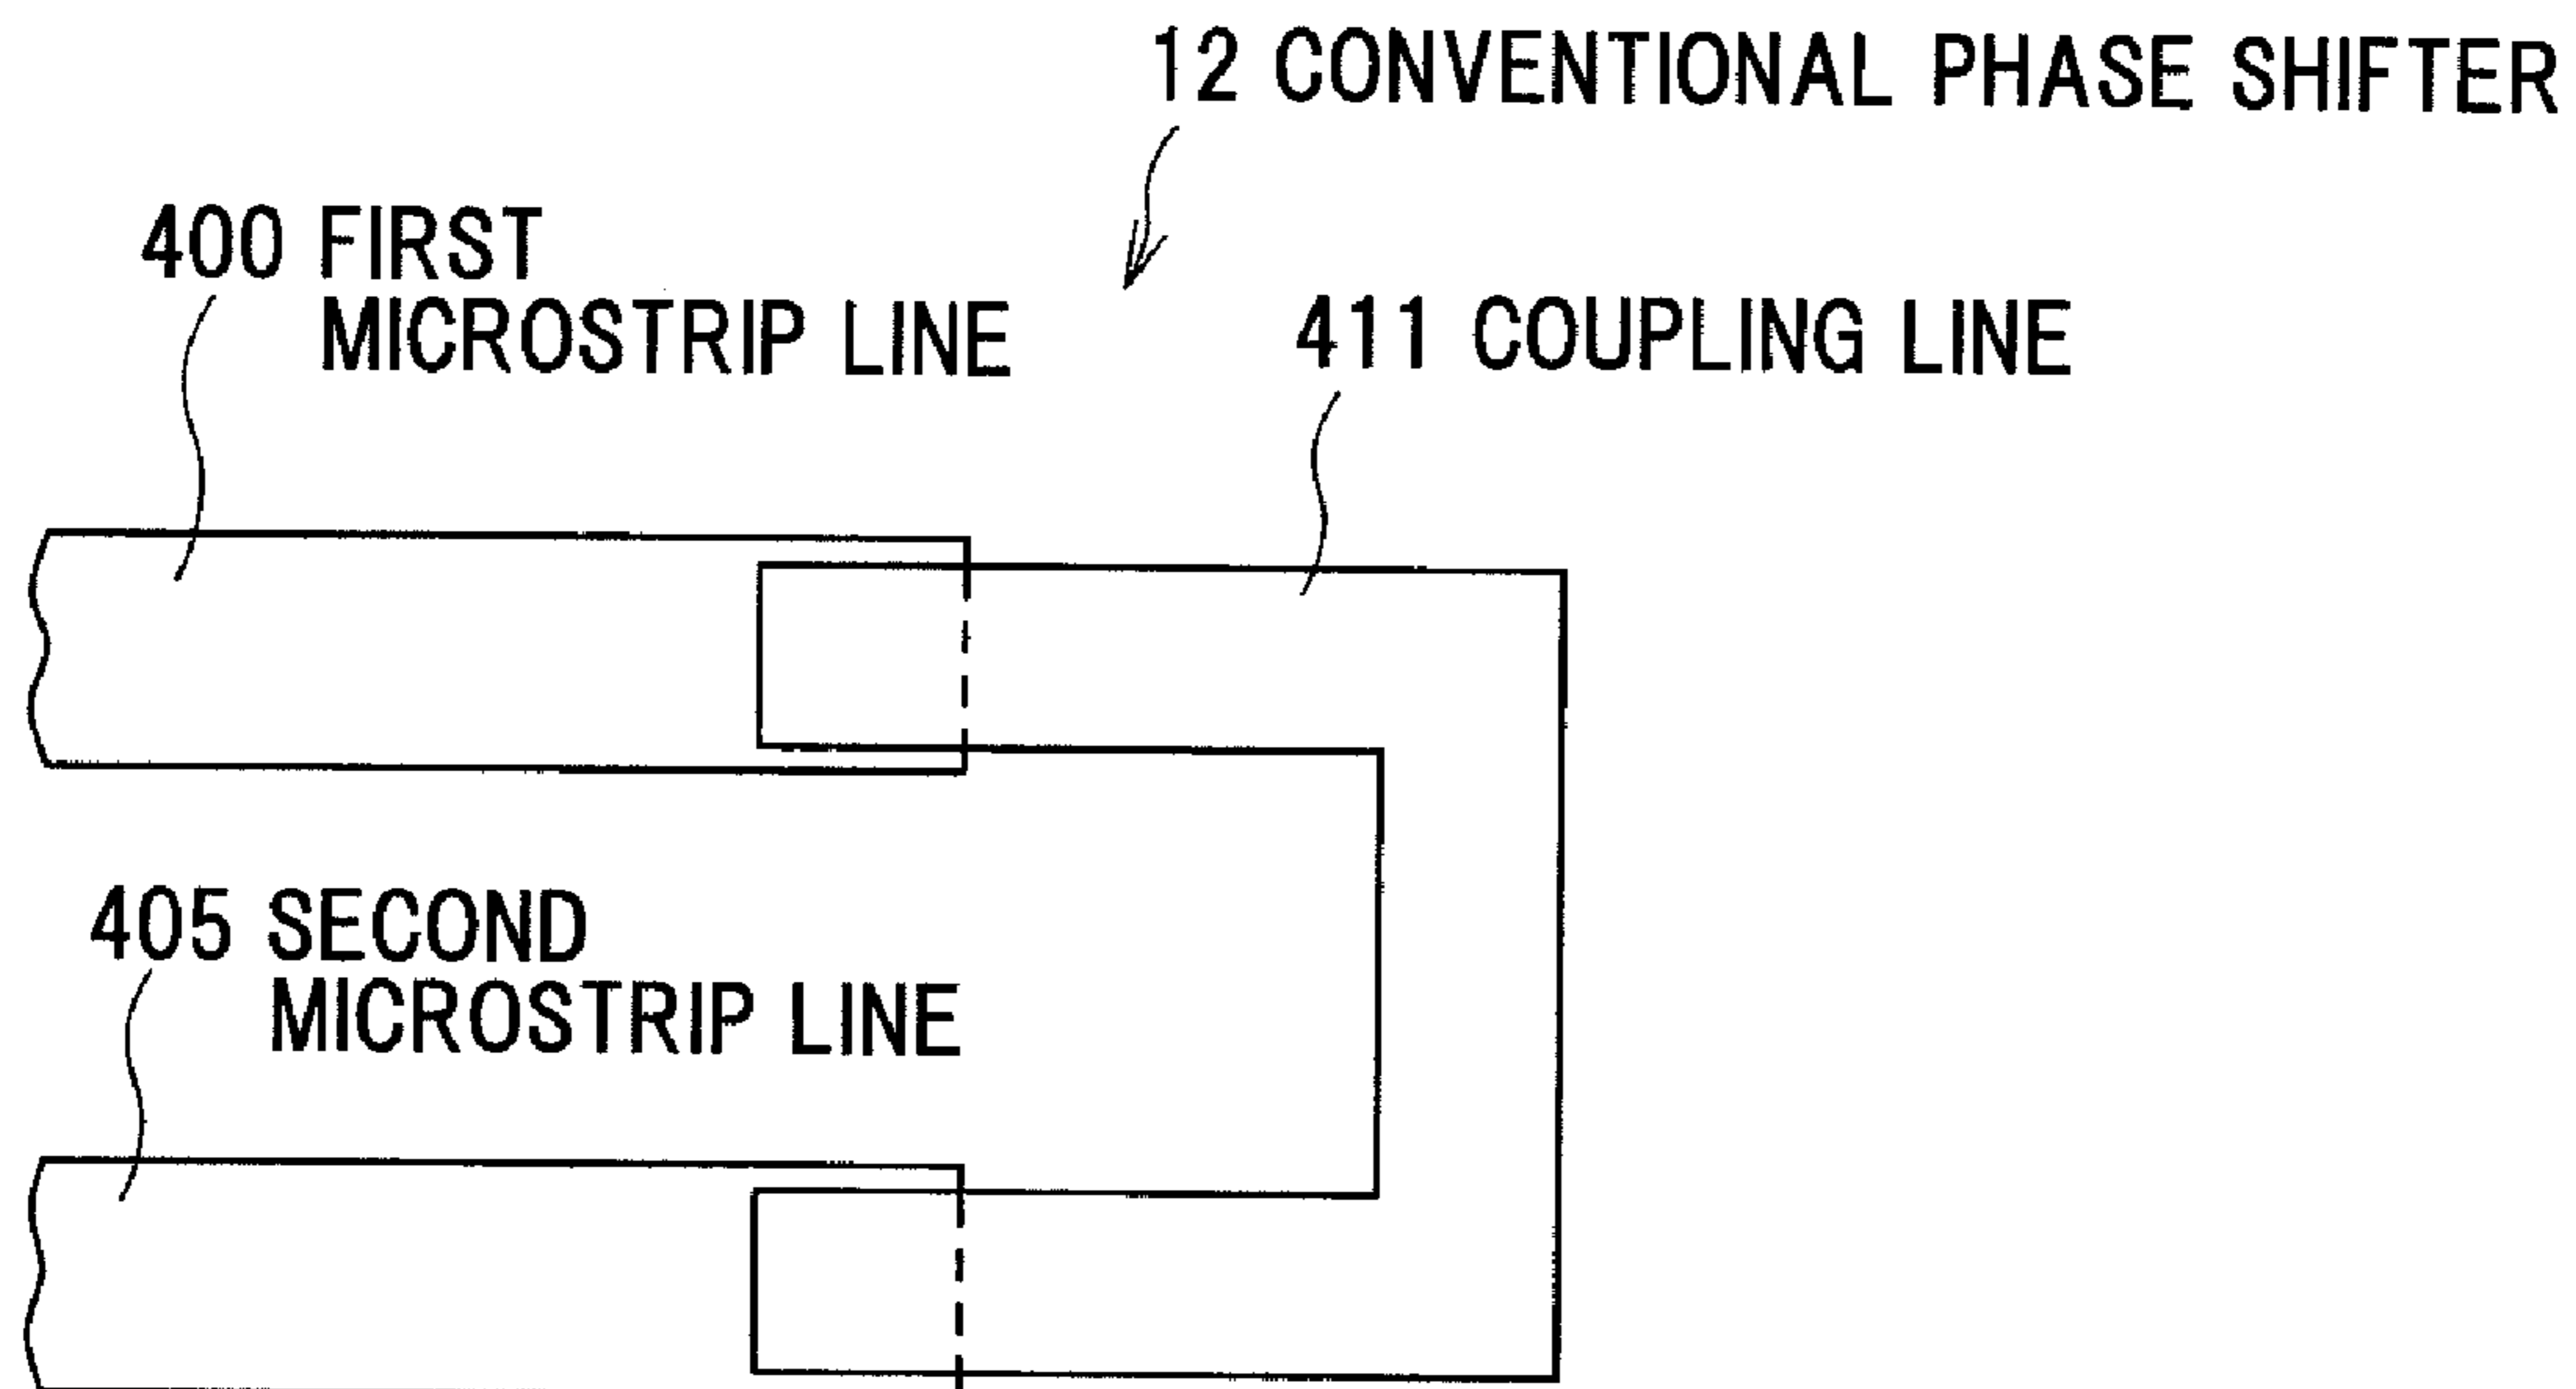 12 CONVENTIONAL PHASE SHIFTER
400 FIRST
MICROSTRIP LINE
411 COUPLING LINE
405 SECOND
MICROSTRIP LINE